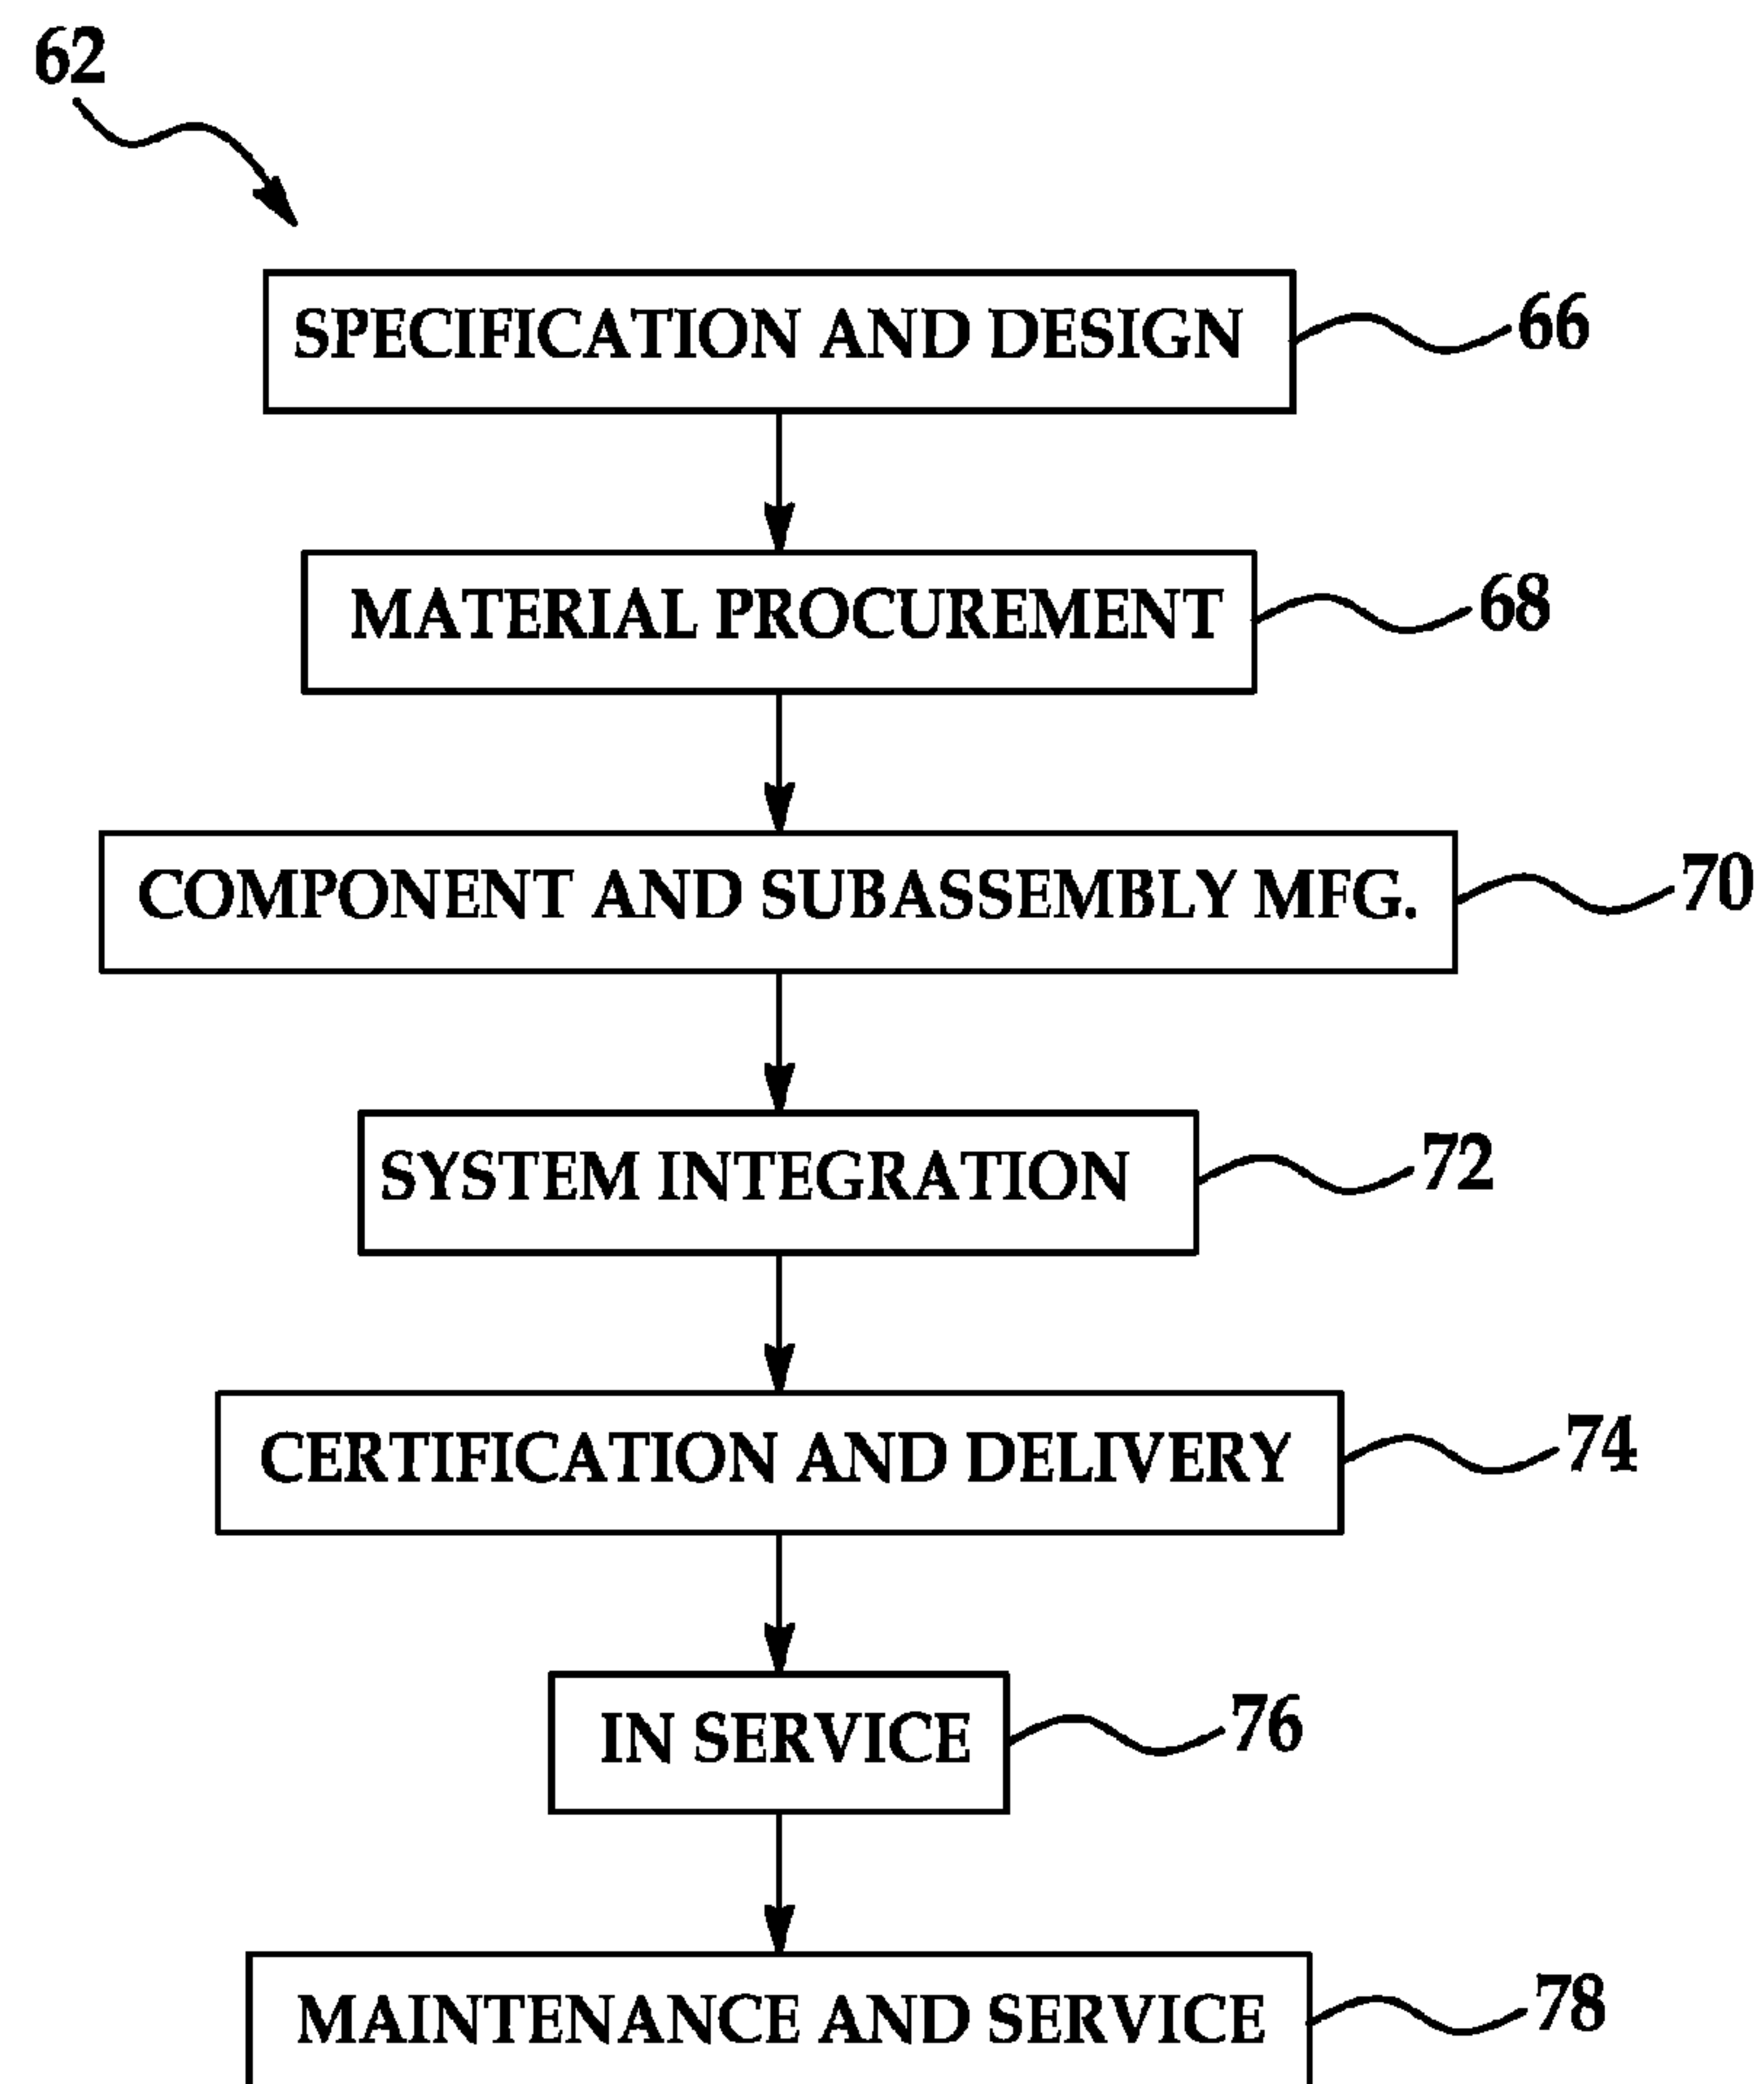 62
SPECIFICATION AND DESIGN 66
MATERIAL PROCUREMENT 68
COMPONENT AND SUBASSEMBLY MFG. 70
SYSTEM INTEGRATION 72
CERTIFICATION AND DELIVERY 74
IN SERVICE 76
MAINTENANCE AND SERVICE 78